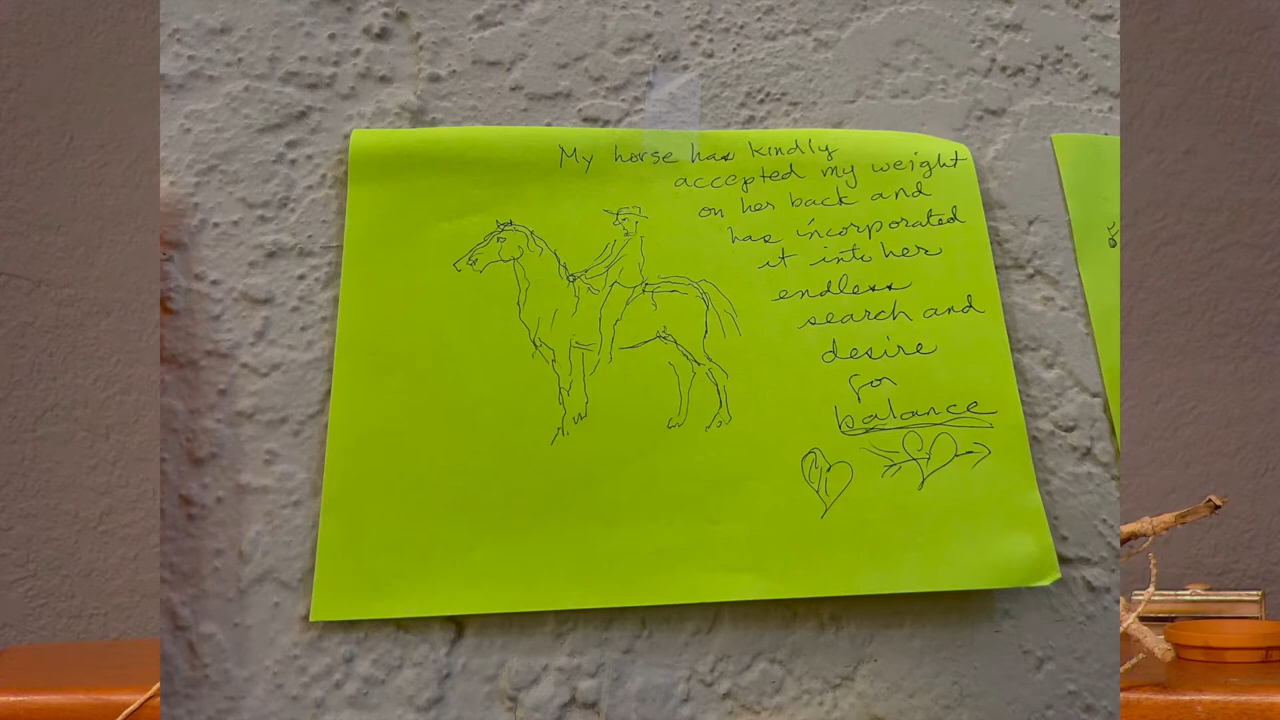 My horse has kindly
accepted my weight
on her back and
has incorporated
it into her
endless
search and
desire
for
balance